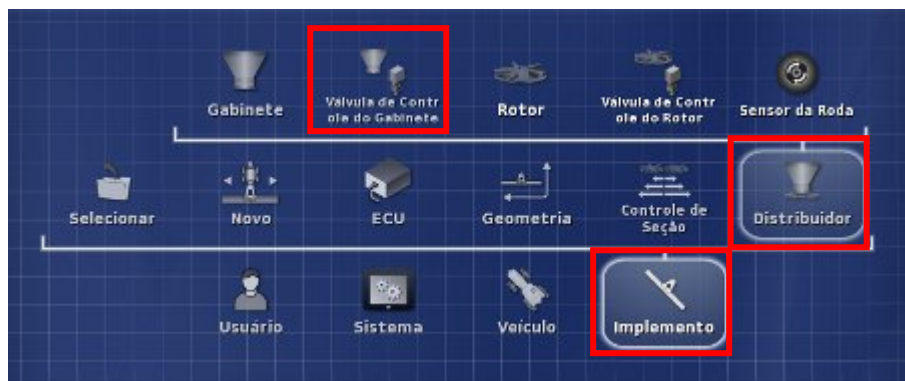 Gabinete
Válvula de Contr
ole do Gabinete
Rotor
Válvula de Contr
ole do Rotor
Sensor da Roda
Selecionar
Novo
ECU
Geometria
Controle de
Seção
Distribuidor
Usuário
Sistema
Veículo
Implemento